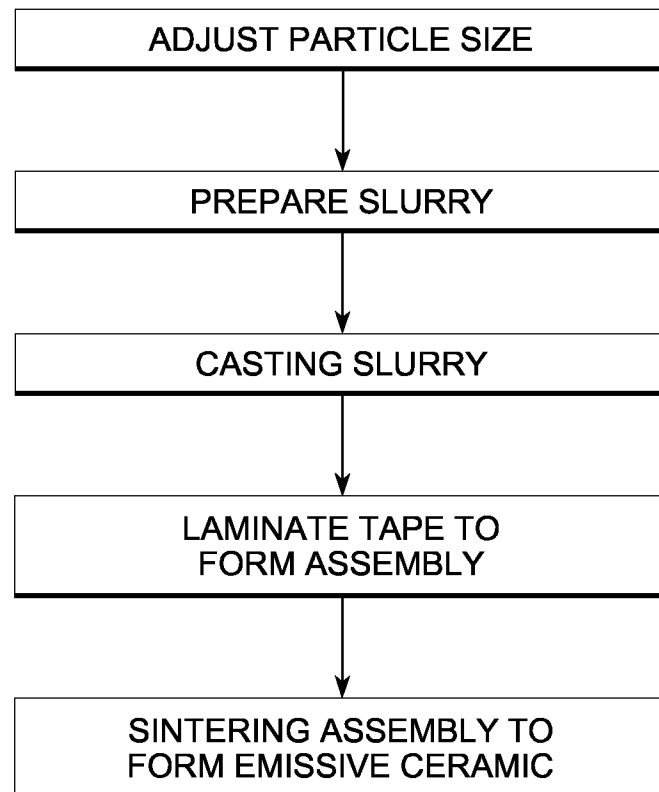 ADJUST PARTICLE SIZE
PREPARE SLURRY
CASTING SLURRY
LAMINATE TAPE TO
FORM ASSEMBLY
SINTERING ASSEMBLY TO
FORM EMISSIVE CERAMIC